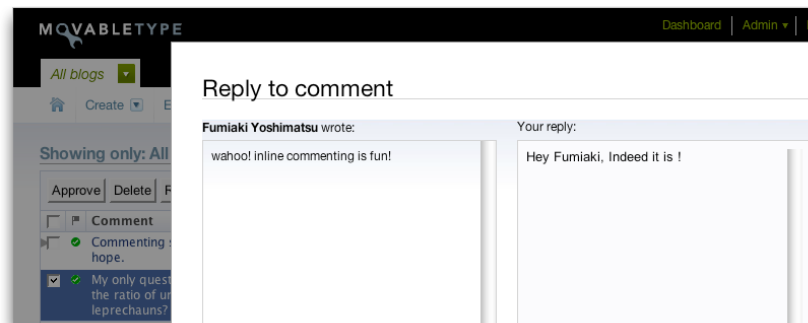 MOVABLETYPE
Dashboard
Admin
All blogs
Create
Reply to comment
Fumiaki Yoshimatsu wrote:
Your reply:
wahoo! inline commenting is fun!
Hey Fumiaki, Indeed it is !
Showing only: All
Approve
Delete
Comment
Commenting
hope.
My only quest
the ratio of un
leprechauns?